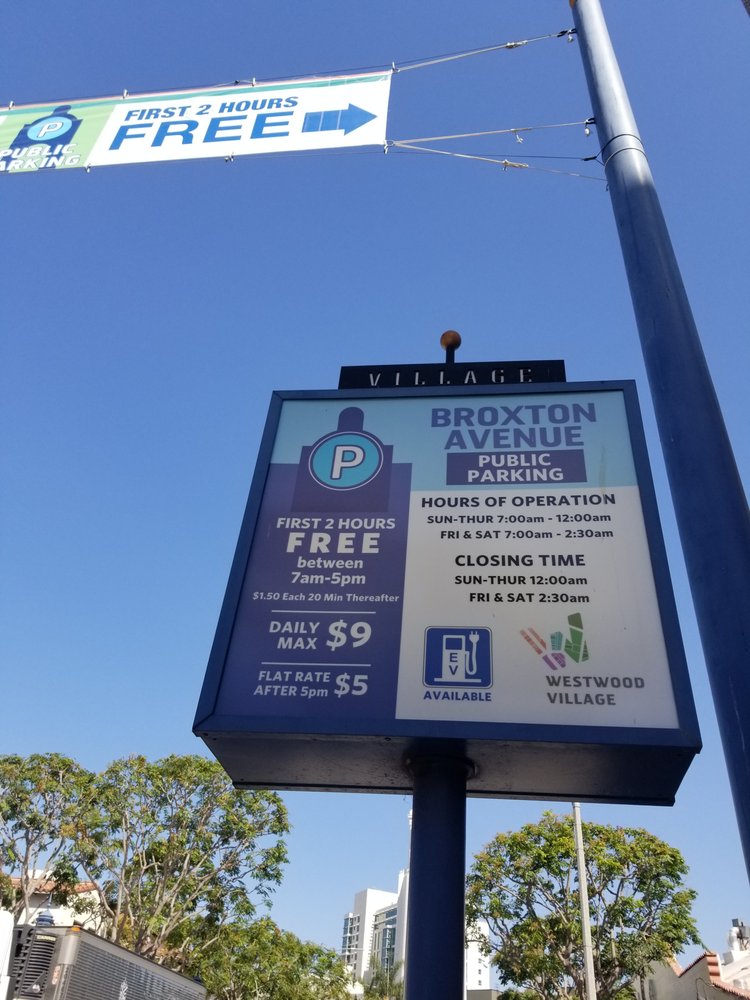 PUBLIC
PARKING
FIRST 2 HOURS
FREE
VILLAGE
P
FIRST 2 HOURS
FREE
between
7am-5pm
$1.50 Each 20 Min Thereafter
DAILY
MAX $9
FLAT RATE
AFTER 5pm $5
BROXTON
AVENUE
PUBLIC
PARKING
HOURS OF OPERATION
SUN-THUR 7:00am - 12:00am
FRI & SAT 7:00am - 2:30am
CLOSING TIME
SUN-THUR 12:00am
FRI & SAT 2:30am
EV
AVAILABLE
WESTWOOD
VILLAGE